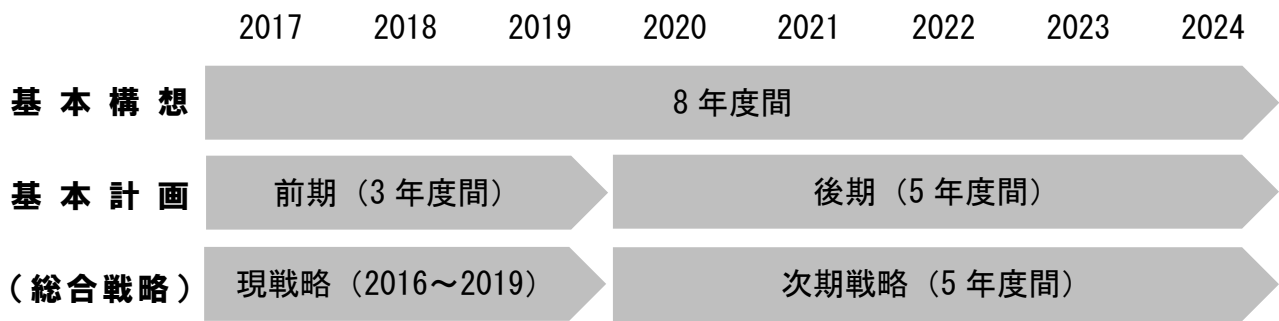 2017 2018 2019 2020 2021 2022 2023 2024
基本構想 8年度間
基本計画 前期（3年度間） 後期（5年度間）
（総合戦略） 現戦略（2016～2019） 次期戦略（5年度間）